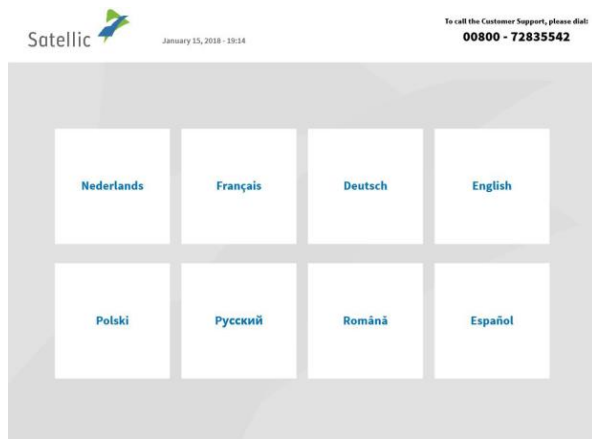 Satellic
January 15, 2018 - 19:14
To call the Customer Support, please dial:
00800 - 72835542
Nederlands
Français
Deutsch
English
Polski
Русский
Română
Español